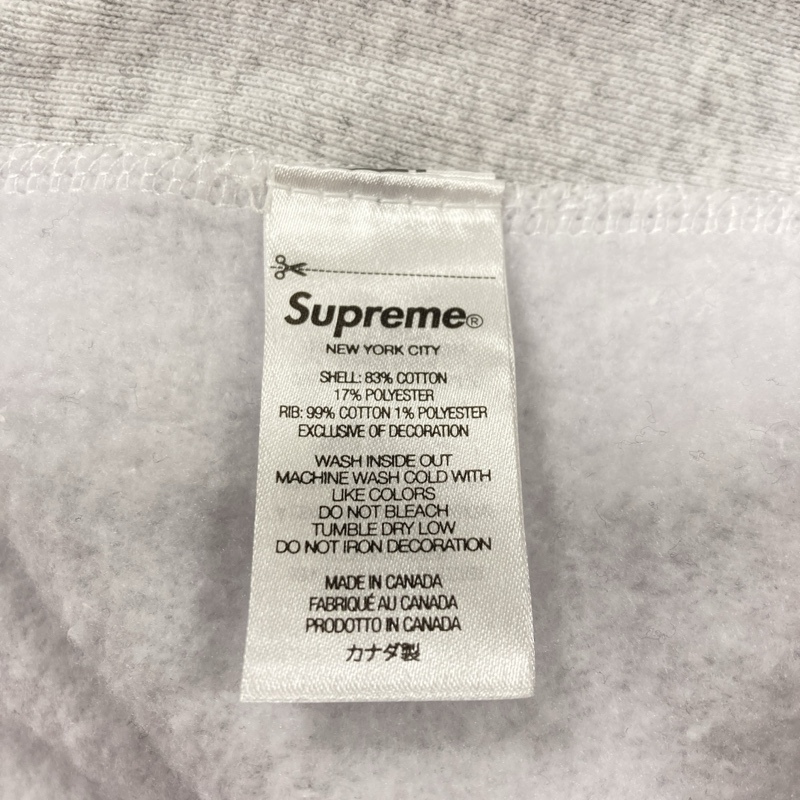 Supreme®
NEW YORK CITY
SHELL: 83% COTTON
17% POLYESTER
RIB: 99% COTTON 1% POLYESTER
EXCLUSIVE OF DECORATION
WASH INSIDE OUT
MACHINE WASH COLD WITH
LIKE COLORS
DO NOT BLEACH
TUMBLE DRY LOW
DO NOT IRON DECORATION
MADE IN CANADA
FABRIQUÉ AU CANADA
PRODOTTO IN CANADA
カナダ製